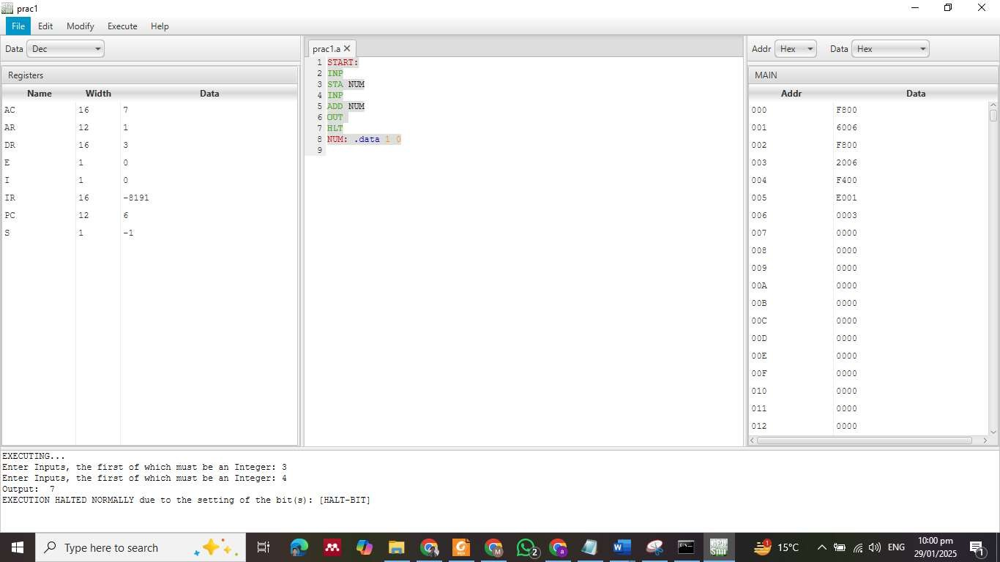 prac1
File Edit Modify Execute Help
Data Dec
Registers
Name Width Data
AC 16 7
AR 12 1
DR 16 3
E 1 0
I 1 0
IR 16 -8191
PC 12 6
S 1 -1
prac1.a
1 START:
2 INP
3 STA NUM
4 INP
5 ADD NUM
6 OUT
7 HLT
8 NUM: .data 1 0
9
Addr Hex Data Hex
MAIN
Addr Data
000 F800
001 6006
002 F800
003 2006
004 F400
005 E001
006 0003
007 0000
008 0000
009 0000
00A 0000
00B 0000
00C 0000
00D 0000
00E 0000
00F 0000
010 0000
011 0000
012 0000
EXECUTING...
Enter Inputs, the first of which must be an Integer: 3
Enter Inputs, the first of which must be an Integer: 4
Output: 7
EXECUTION HALTED NORMALLY due to the setting of the bit(s): [HALT-BIT]
Type here to search
2
1
15°C
ENG
10:00 pm
29/01/2025
1